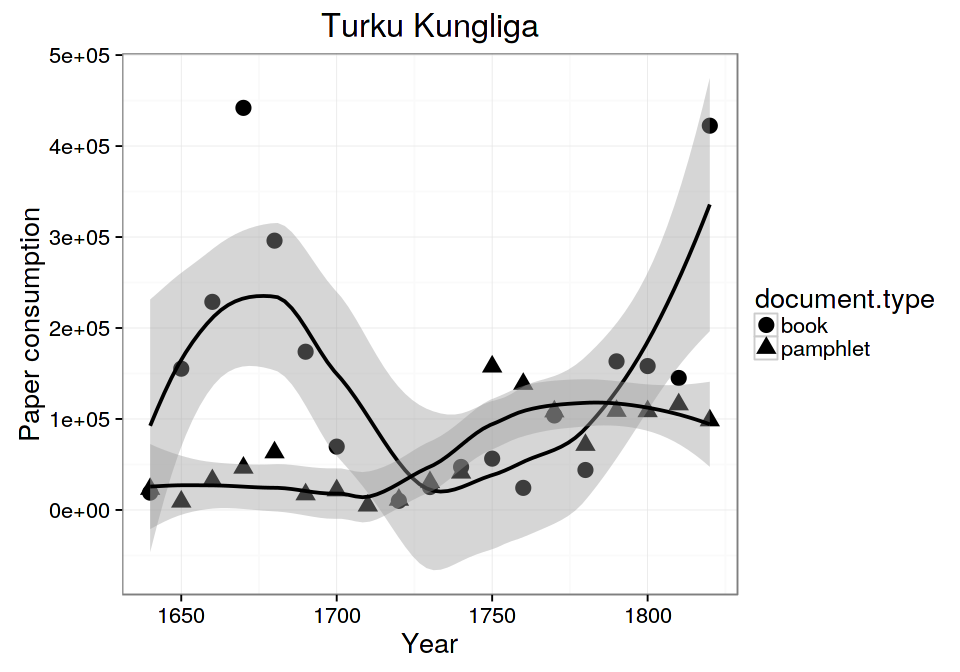 Turku Kungliga
Paper consumption
5e+05
4e+05
3e+05
2e+05
1e+05
0e+00
1650 1700 1750 1800
Year
document.type
book
pamphlet